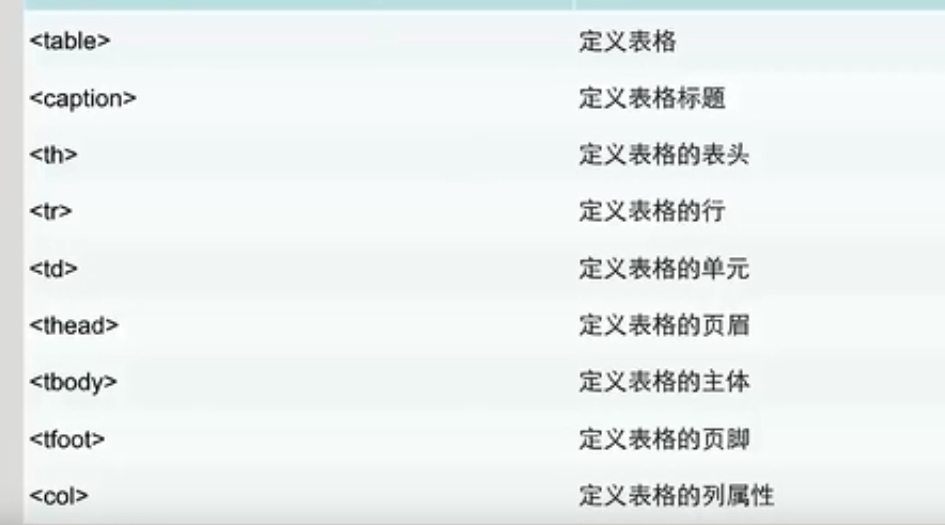 <table> 定义表格
<caption> 定义表格标题
<th> 定义表格的表头
<tr> 定义表格的行
<td> 定义表格的单元
<thead> 定义表格的页眉
<tbody> 定义表格的主体
<tfoot> 定义表格的页脚
<col> 定义表格的列属性